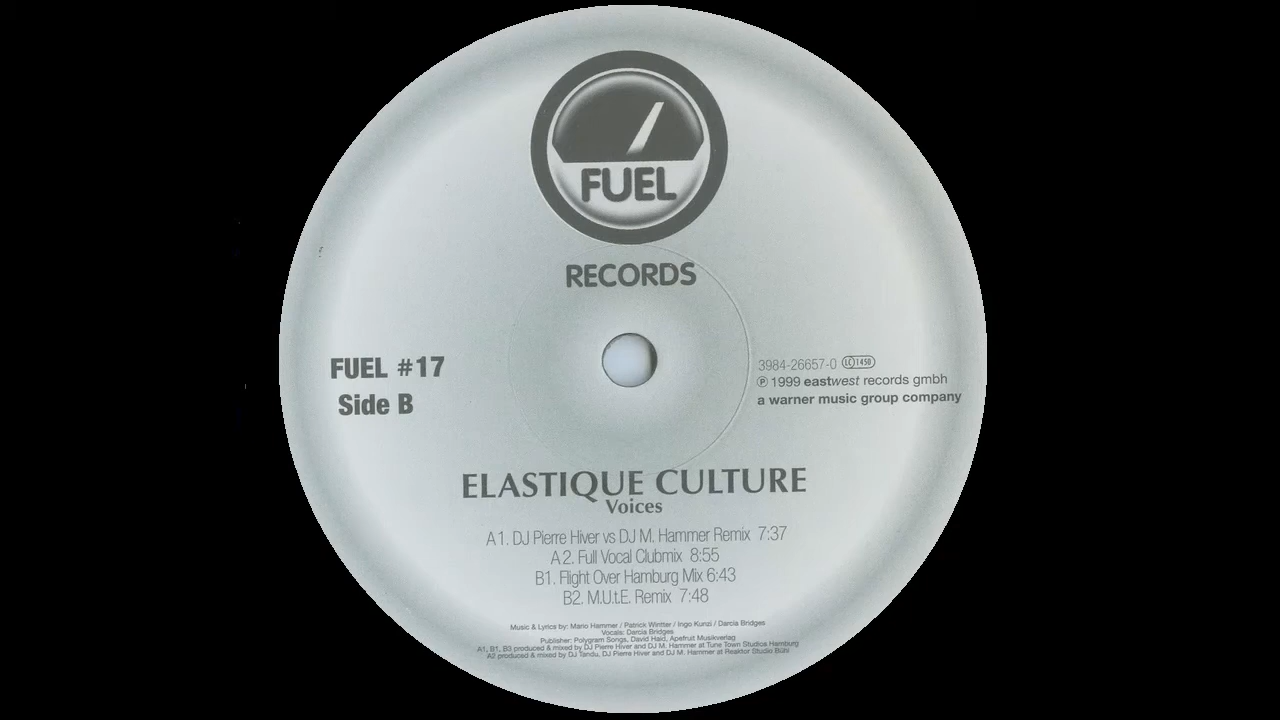 FUEL
RECORDS
FUEL #17
Side B
3984-26657-0 LC 1450
℗ 1999 eastwest records gmbh
a warner music group company
ELASTIQUE CULTURE
Voices
A1. DJ Pierre Hiver vs DJ M. Hammer Remix 7:37
A2. Full Vocal Clubmix 8:55
B1. Flight Over Hamburg Mix 6:43
B2. M.U.t.E. Remix 7:48
Music & Lyrics by: Mario Hammer / Patrick Wintter / Ingo Kunzi / Darcia Bridges
Vocals: Darcia Bridges
Publisher: Polygram Songs, David Haid, Apefruit Musikverlag
A1, B1, B3 produced & mixed by DJ Pierre Hiver and DJ M. Hammer at Tune Town Studios Hamburg
A2 produced & mixed by DJ Tandu, DJ Pierre Hiver and DJ M. Hammer at Reaktor Studio Bühl